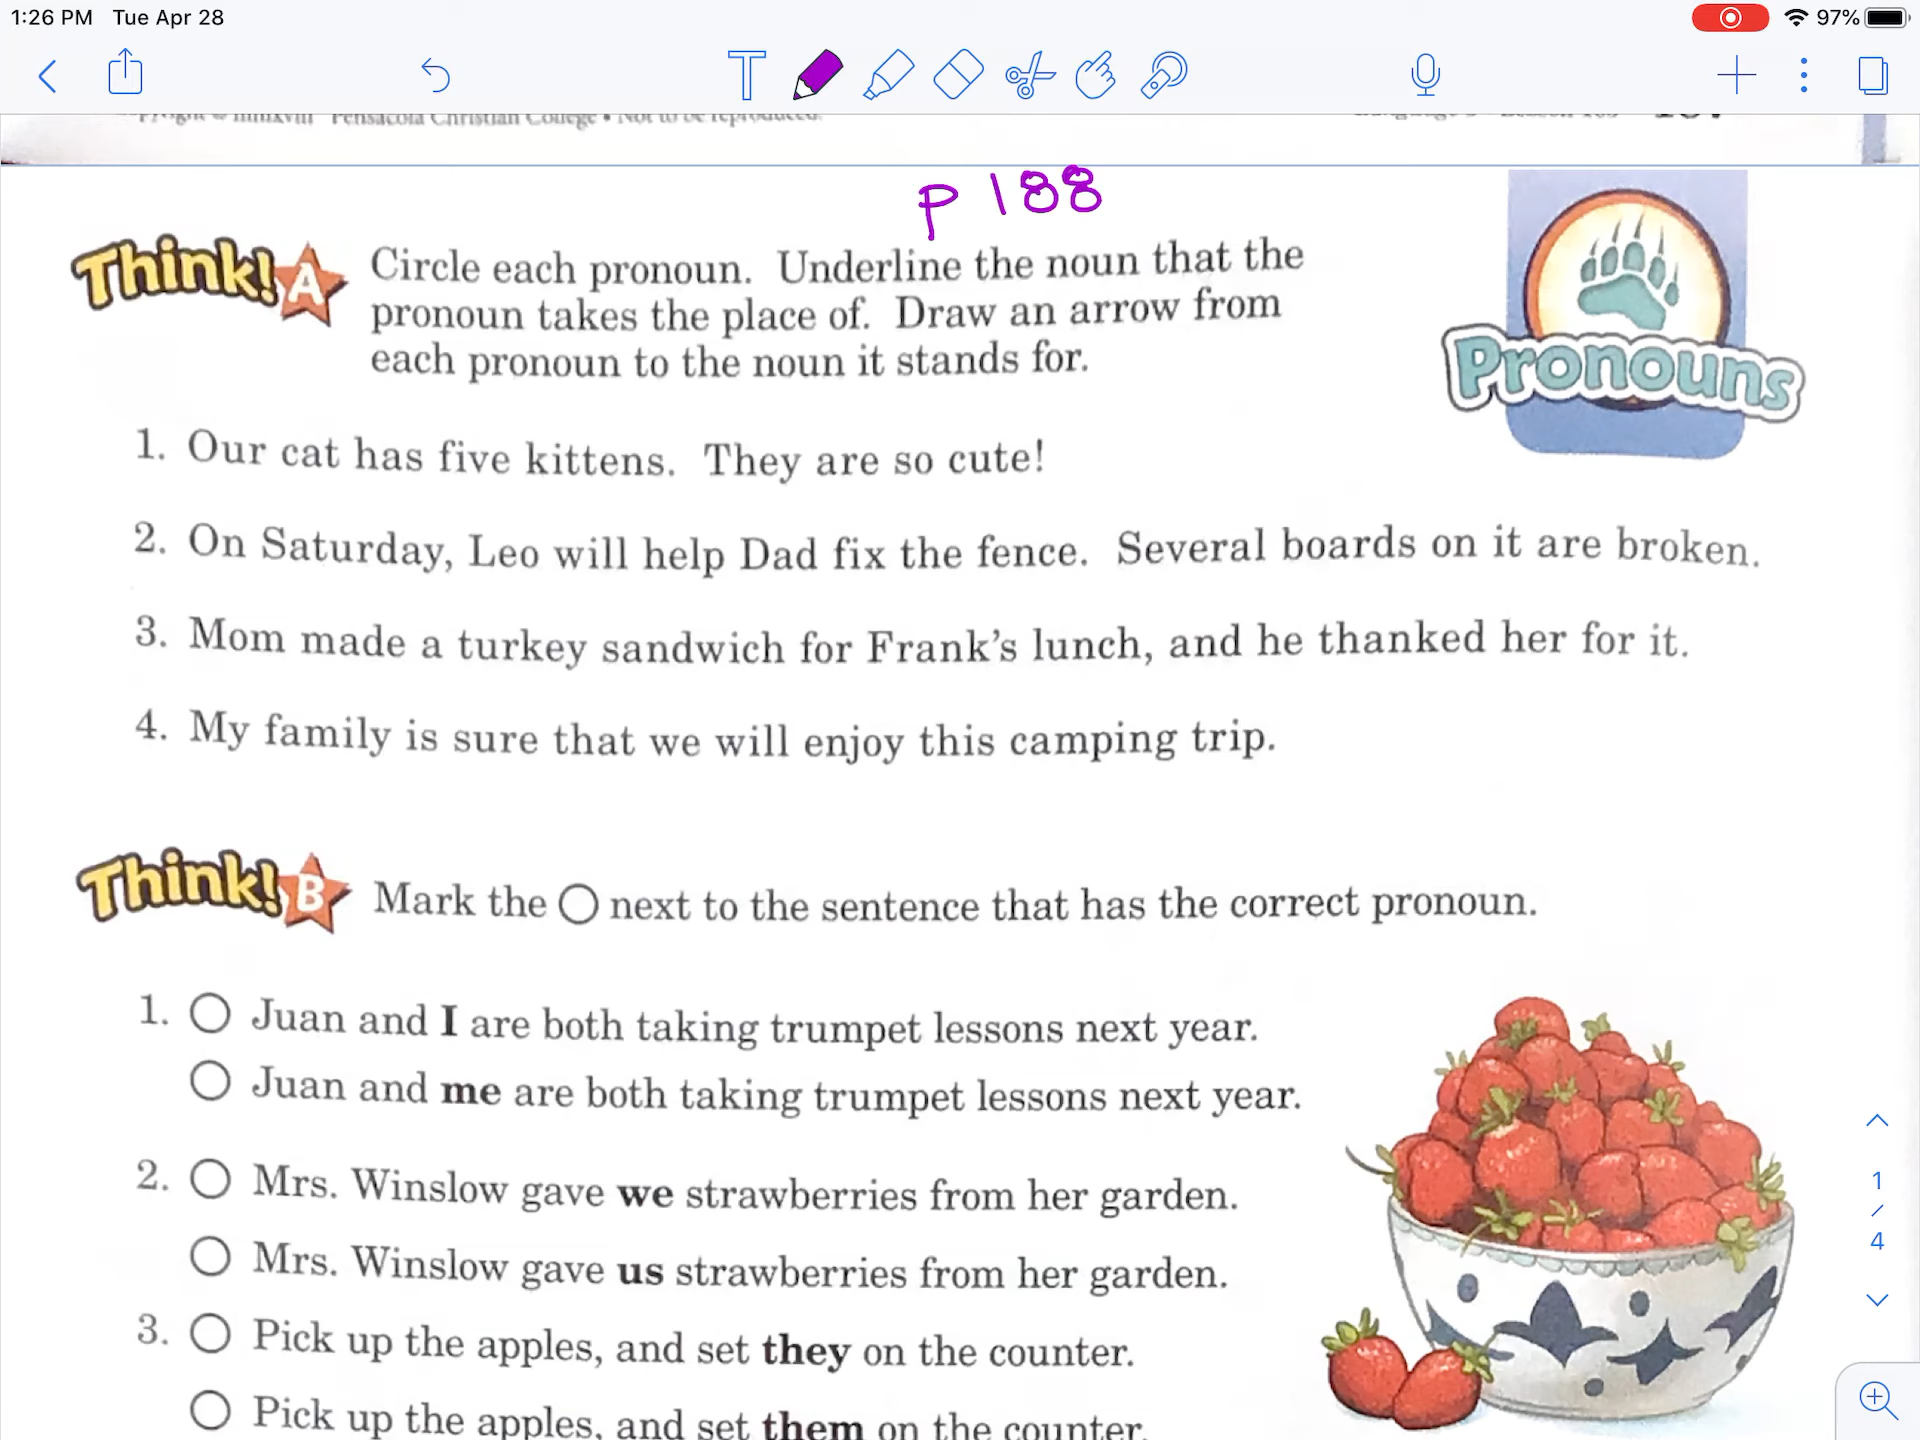 1:26 PM Tue Apr 28
97%
Pensacola Christian College • Not to be reproduced.
p 188
Think! A Circle each pronoun. Underline the noun that the
pronoun takes the place of. Draw an arrow from
each pronoun to the noun it stands for.
Pronouns
1. Our cat has five kittens. They are so cute!
2. On Saturday, Leo will help Dad fix the fence. Several boards on it are broken.
3. Mom made a turkey sandwich for Frank's lunch, and he thanked her for it.
4. My family is sure that we will enjoy this camping trip.
Think! B Mark the ○ next to the sentence that has the correct pronoun.
1. ○ Juan and I are both taking trumpet lessons next year.
○ Juan and me are both taking trumpet lessons next year.
2. ○ Mrs. Winslow gave we strawberries from her garden.
○ Mrs. Winslow gave us strawberries from her garden.
3. ○ Pick up the apples, and set they on the counter.
○ Pick up the apples, and set them on the counter.
1
/
4